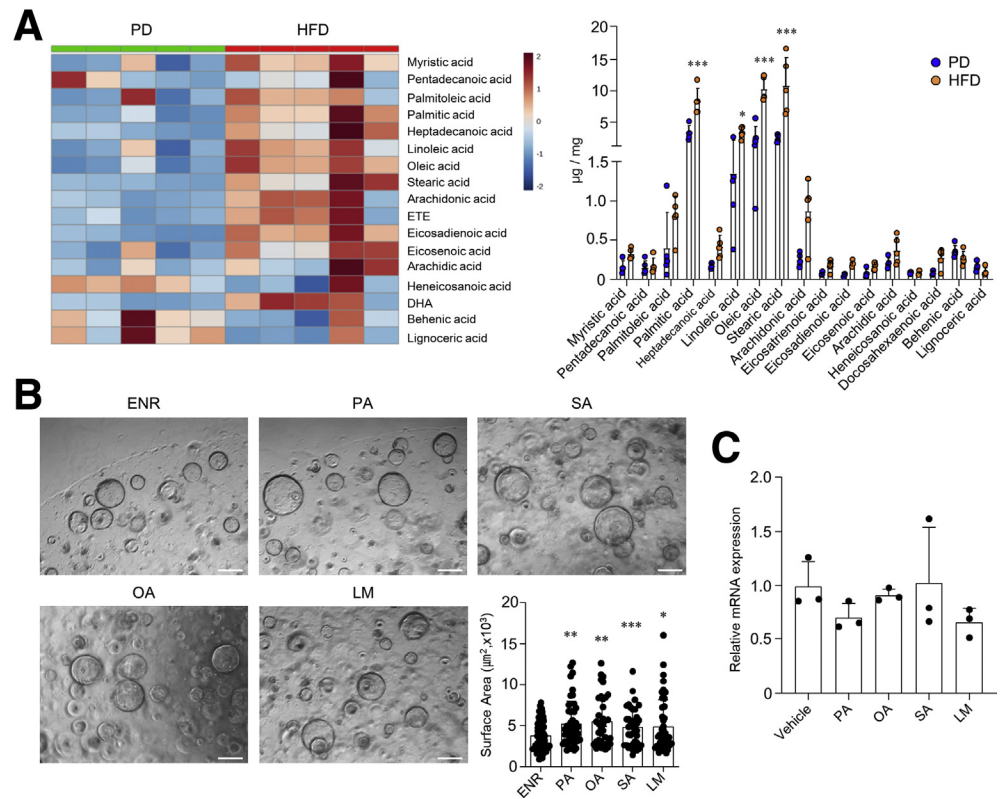 A
PD
HFD
Myristic acid
Pentadecanoic acid
Palmitoleic acid
Palmitic acid
Heptadecanoic acid
Linoleic acid
Oleic acid
Stearic acid
Arachidonic acid
ETE
Eicosadienoic acid
Eicosenoic acid
Arachidic acid
Heneicosanoic acid
DHA
Behenic acid
Lignoceric acid
2
1
0
-1
-2
µg / mg
20
15
10
5
1.5
1.0
0.5
0
***
*
***
***
PD
HFD
Myristic acid
Pentadecanoic acid
Palmitoleic acid
Palmitic acid
Heptadecanoic acid
Linoleic acid
Oleic acid
Stearic acid
Arachtonic acid
Eicosatrienoic acid
Eicosadienoic acid
Eicosenoic acid
Arachidic acid
Heneicosanoic acid
Docosahexaenoic acid
Behenic acid
Lignoceric acid
B
ENR
PA
SA
OA
LM
Surface Area (µm²,x10³)
20
15
10
5
0
**
**
***
*
ENR
PA
OA
SA
LM
C
Relative mRNA expression
2.0
1.5
1.0
0.5
0
Vehicle
PA
OA
SA
LM